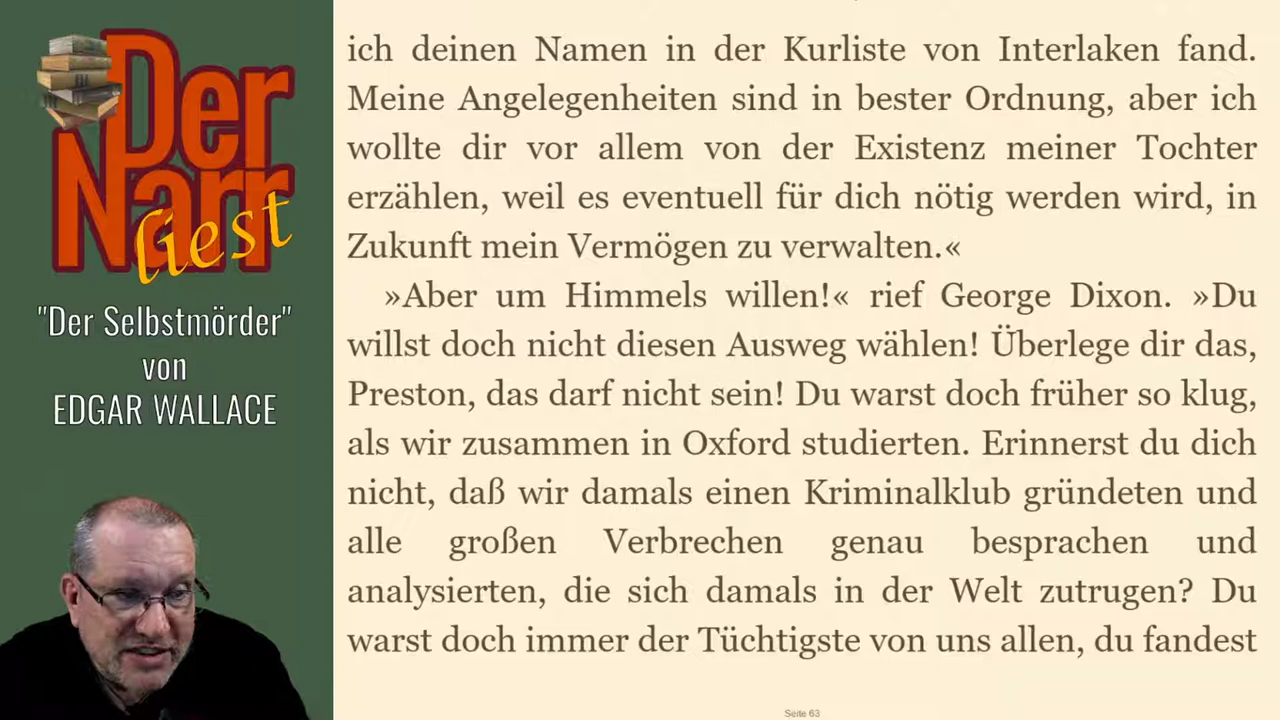 Der
Narr
liest
"Der Selbstmörder"
von
EDGAR WALLACE
ich deinen Namen in der Kurliste von Interlaken fand.
Meine Angelegenheiten sind in bester Ordnung, aber ich
wollte dir vor allem von der Existenz meiner Tochter
erzählen, weil es eventuell für dich nötig werden wird, in
Zukunft mein Vermögen zu verwalten.«
»Aber um Himmels willen!« rief George Dixon. »Du
willst doch nicht diesen Ausweg wählen! Überlege dir das,
Preston, das darf nicht sein! Du warst doch früher so klug,
als wir zusammen in Oxford studierten. Erinnerst du dich
nicht, daß wir damals einen Kriminalklub gründeten und
alle großen Verbrechen genau besprachen und
analysierten, die sich damals in der Welt zutrugen? Du
warst doch immer der Tüchtigste von uns allen, du fandest
Seite 63